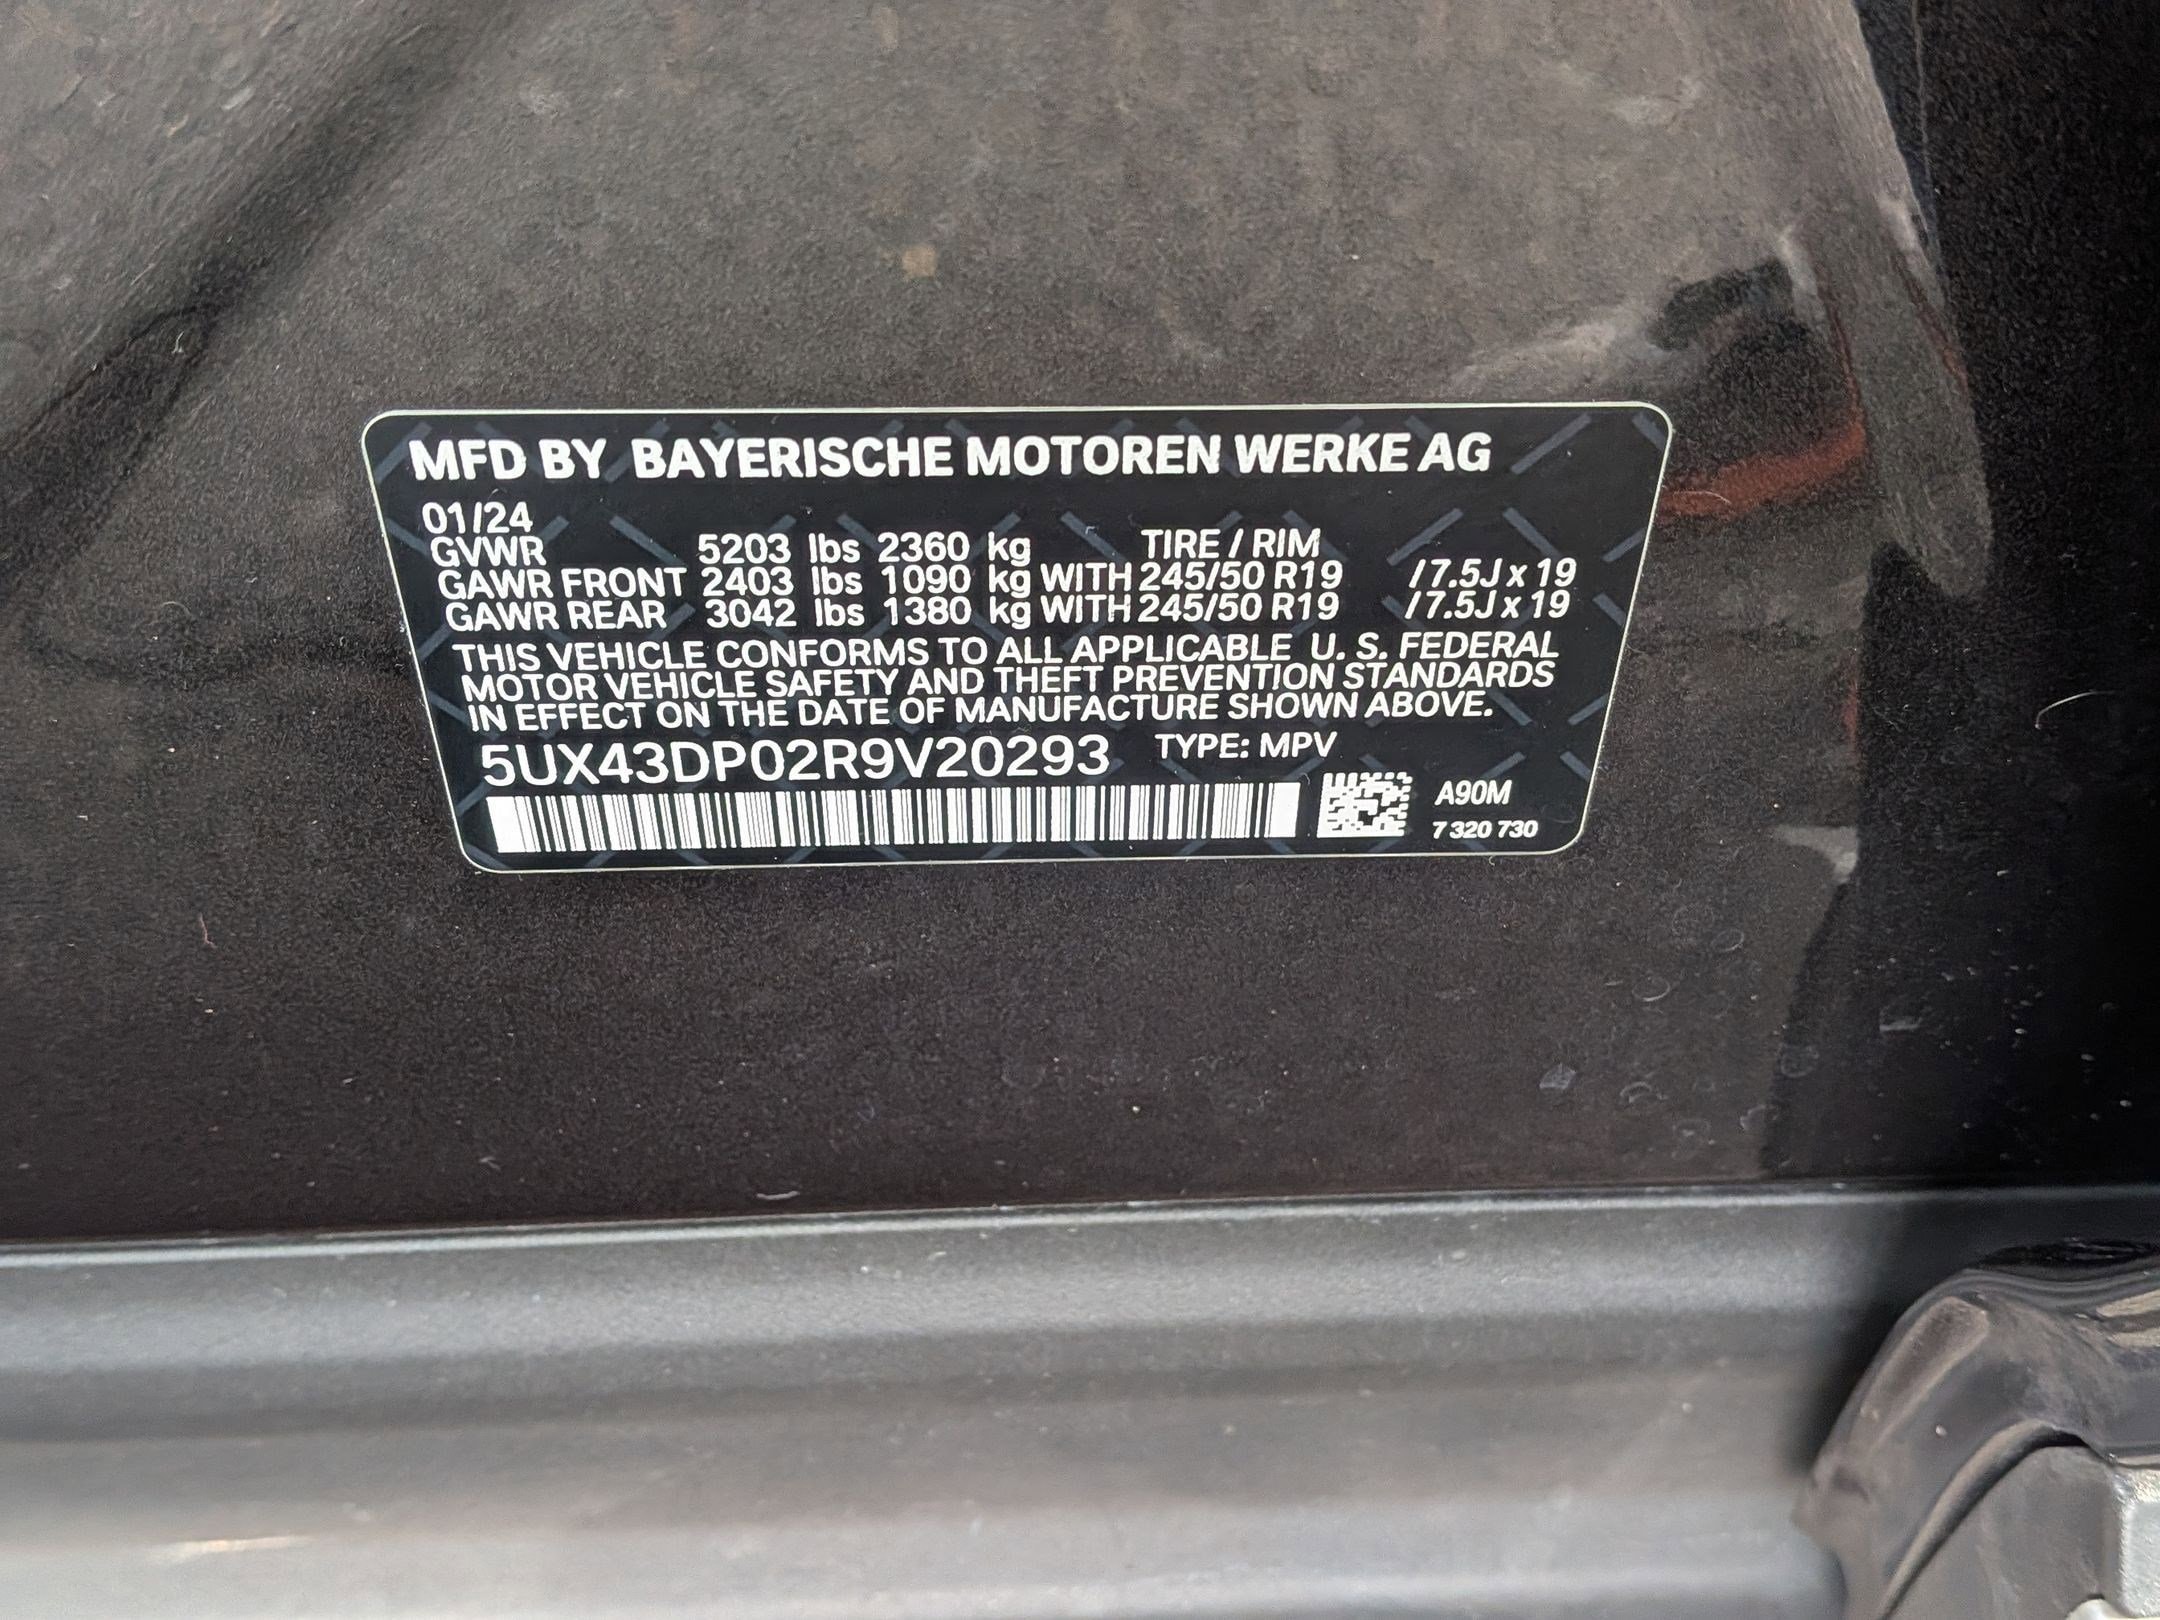 MFD BY BAYERISCHE MOTOREN WERKE AG
01/24
GVWR 5203 lbs 2360 kg TIRE / RIM
GAWR FRONT 2403 lbs 1090 kg WITH 245/50 R19 / 7.5J x 19
GAWR REAR 3042 lbs 1380 kg WITH 245/50 R19 / 7.5J x 19
THIS VEHICLE CONFORMS TO ALL APPLICABLE U. S. FEDERAL
MOTOR VEHICLE SAFETY AND THEFT PREVENTION STANDARDS
IN EFFECT ON THE DATE OF MANUFACTURE SHOWN ABOVE.
5UX43DP02R9V20293 TYPE: MPV
A90M
7 320 730